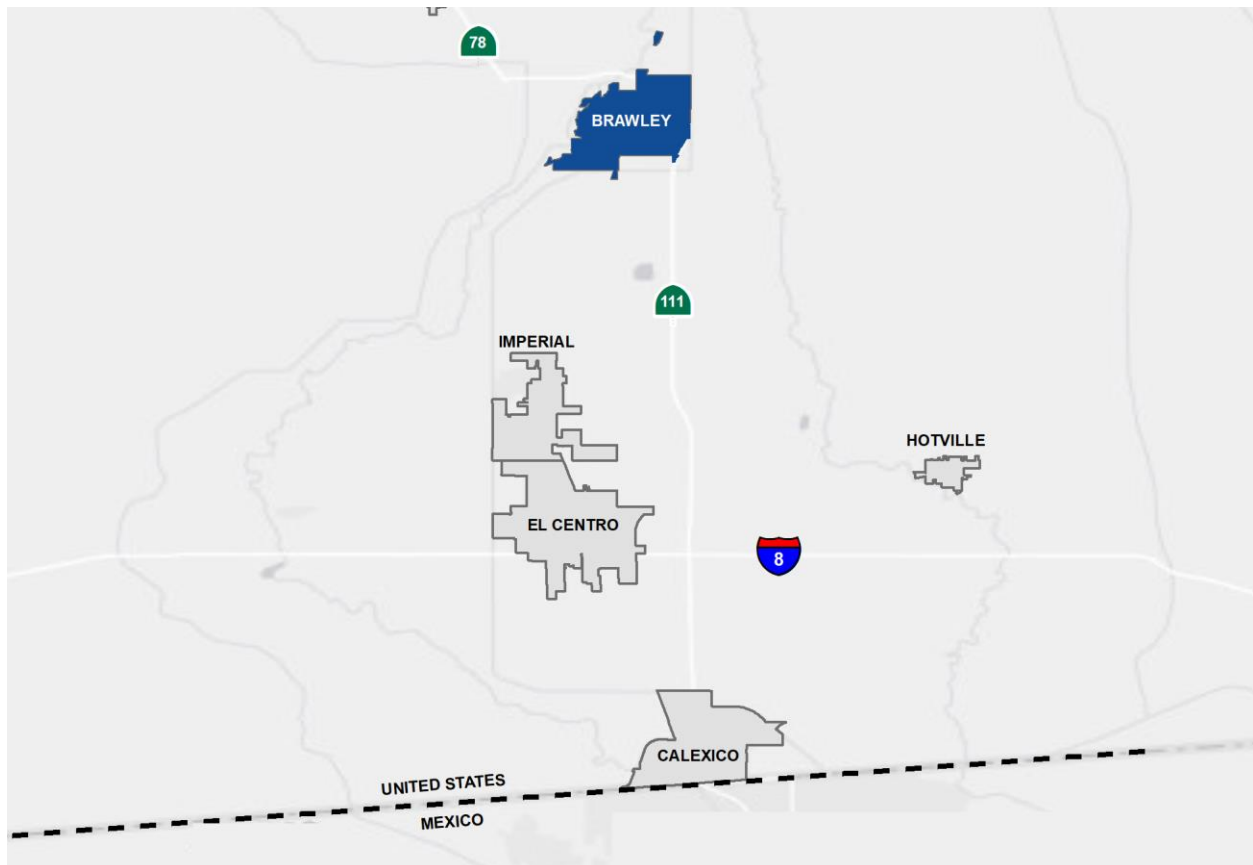 78
BRAWLEY
111
IMPERIAL
HOTVILLE
EL CENTRO
8
CALEXICO
UNITED STATES
MEXICO